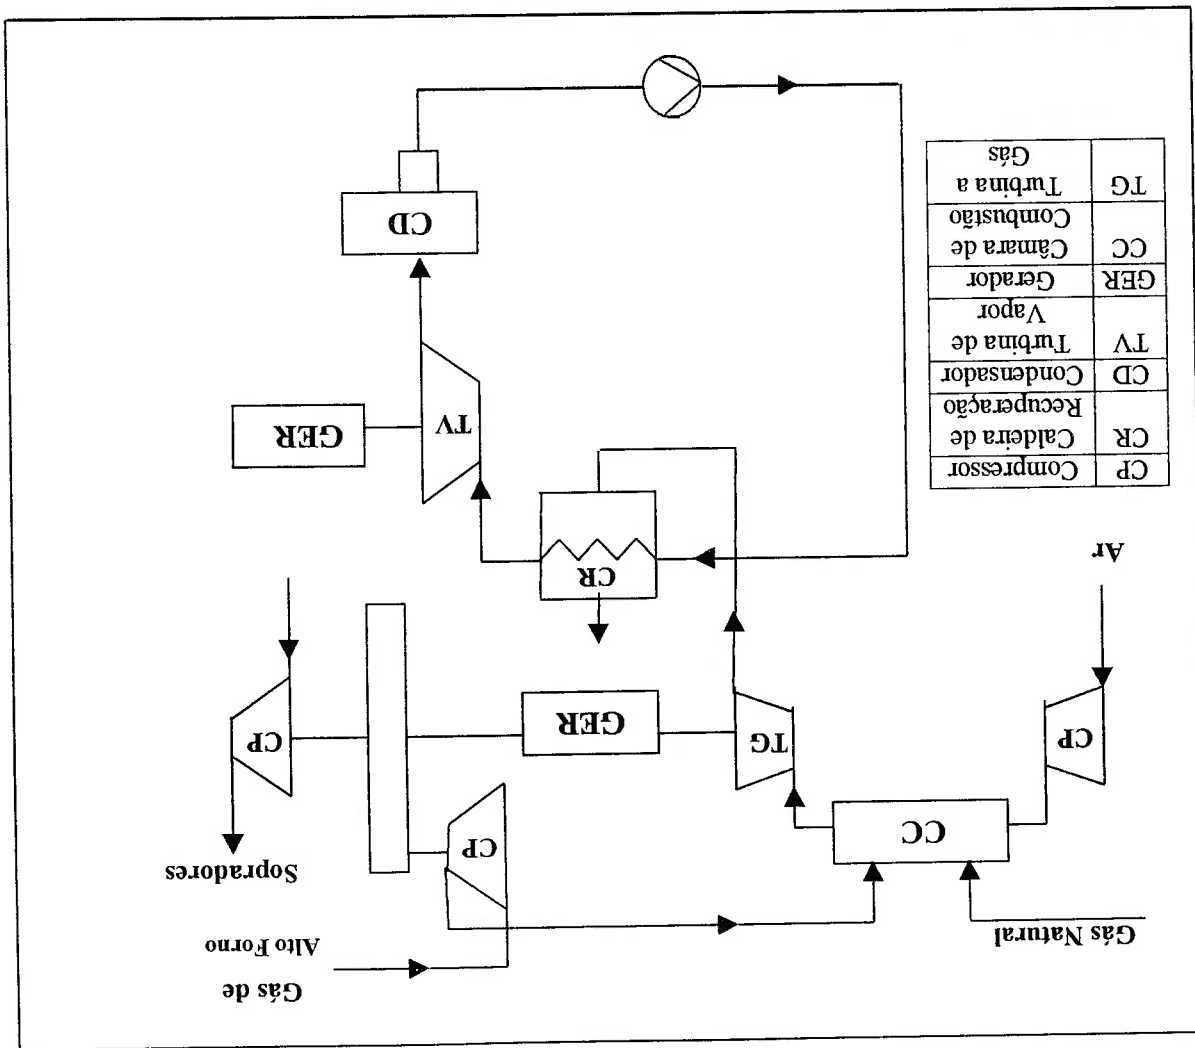 Gás Natural
Gás de
Alto Forno
Sopradores
CP
CC
CP
TG
GER
CP
Ar
CR
CP Compressor
CR Caldeira de
Recuperação
CD Condensador
TV Turbina de
Vapor
GER Gerador
CC Câmara de
Combustão
TG Turbina a
Gás
TV
GER
CD